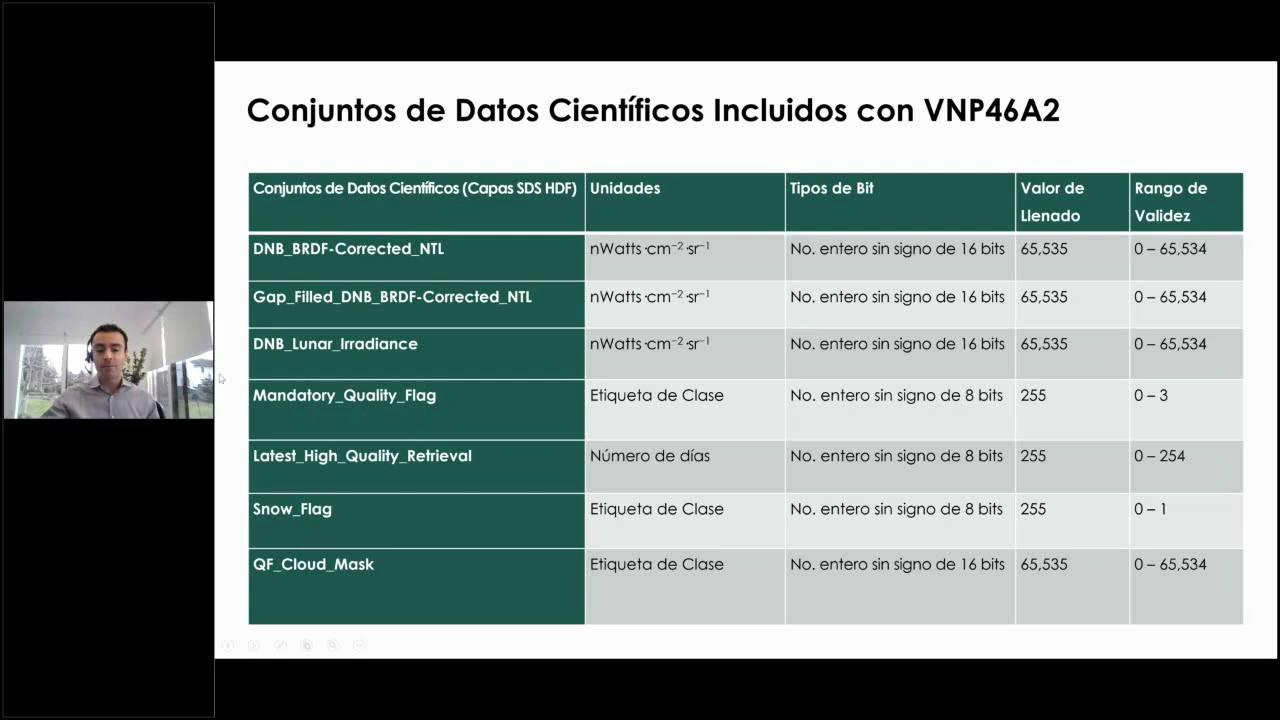 Conjuntos de Datos Científicos Incluidos con VNP46A2
Conjuntos de Datos Científicos (Capas SDS HDF) Unidades Tipos de Bit Valor de Llenado Rango de Validez
DNB_BRDF-Corrected_NTL nWatts·cm⁻²·sr⁻¹ No. entero sin signo de 16 bits 65,535 0 – 65,534
Gap_Filled_DNB_BRDF-Corrected_NTL nWatts·cm⁻²·sr⁻¹ No. entero sin signo de 16 bits 65,535 0 – 65,534
DNB_Lunar_Irradiance nWatts·cm⁻²·sr⁻¹ No. entero sin signo de 16 bits 65,535 0 – 65,534
Mandatory_Quality_Flag Etiqueta de Clase No. entero sin signo de 8 bits 255 0 – 3
Latest_High_Quality_Retrieval Número de días No. entero sin signo de 8 bits 255 0 – 254
Snow_Flag Etiqueta de Clase No. entero sin signo de 8 bits 255 0 – 1
QF_Cloud_Mask Etiqueta de Clase No. entero sin signo de 16 bits 65,535 0 – 65,534